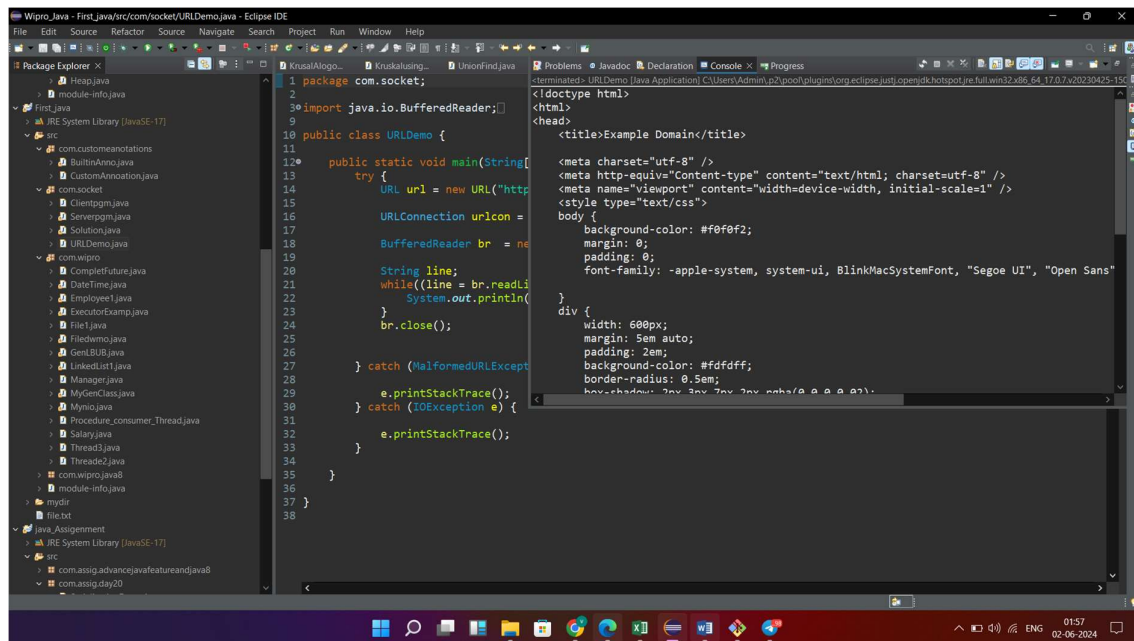 Wipro_Java - First_java/src/com/socket/URLDemo.java - Eclipse IDE
File Edit Source Refactor Source Navigate Search Project Run Window Help
Package Explorer
Heap.java
module-info.java
First_java
JRE System Library [JavaSE-17]
src
com.customeanotations
BuiltinAnno.java
CustomAnnoation.java
com.socket
Clientpgm.java
Serverpgm.java
Solution.java
URLDemo.java
com.wipro
CompletFuture.java
DateTime.java
Employee1.java
ExecutorExamp.java
File1.java
Filedwmo.java
GenLBUB.java
LinkedList1.java
Manager.java
MyGenClass.java
Mynio.java
Procedure_consumer_Thread.java
Salary.java
Thread3.java
Threade2.java
com.wipro.java8
module-info.java
mydir
file.txt
java_Assigenment
JRE System Library [JavaSE-17]
src
com.assig.advancejavafeatureandjava8
com.assig.day20
KrusalAlogo... Kruskalusing... UnionFind.java
1 package com.socket;
2
3 import java.io.BufferedReader;
9
10 public class URLDemo {
11
12 public static void main(String[
13 try {
14 URL url = new URL("http
15
16 URLConnection urlcon =
17
18 BufferedReader br = ne
19
20 String line;
21 while((line = br.readLi
22 System.out.println(
23 }
24 br.close();
25
26
27 } catch (MalformedURLExcept
28
29 e.printStackTrace();
30 } catch (IOException e) {
31
32 e.printStackTrace();
33 }
34
35 }
36
37 }
38
Problems Javadoc Declaration Console Progress
<terminated> URLDemo [Java Application] C:\Users\Admin\.p2\pool\plugins\org.eclipse.justj.openjdk.hotspot.jre.full.win32.x86_64_17.0.7.v20230425-150
<!doctype html>
<html>
<head>
<title>Example Domain</title>
<meta charset="utf-8" />
<meta http-equiv="Content-type" content="text/html; charset=utf-8" />
<meta name="viewport" content="width=device-width, initial-scale=1" />
<style type="text/css">
body {
background-color: #f0f0f2;
margin: 0;
padding: 0;
font-family: -apple-system, system-ui, BlinkMacSystemFont, "Segoe UI", "Open Sans"
}
div {
width: 600px;
margin: 5em auto;
padding: 2em;
background-color: #fdfdff;
border-radius: 0.5em;
box-shadow: 2px 3px 7px 2px rgba(0,0,0,0.02);
ENG
01:57
02-06-2024